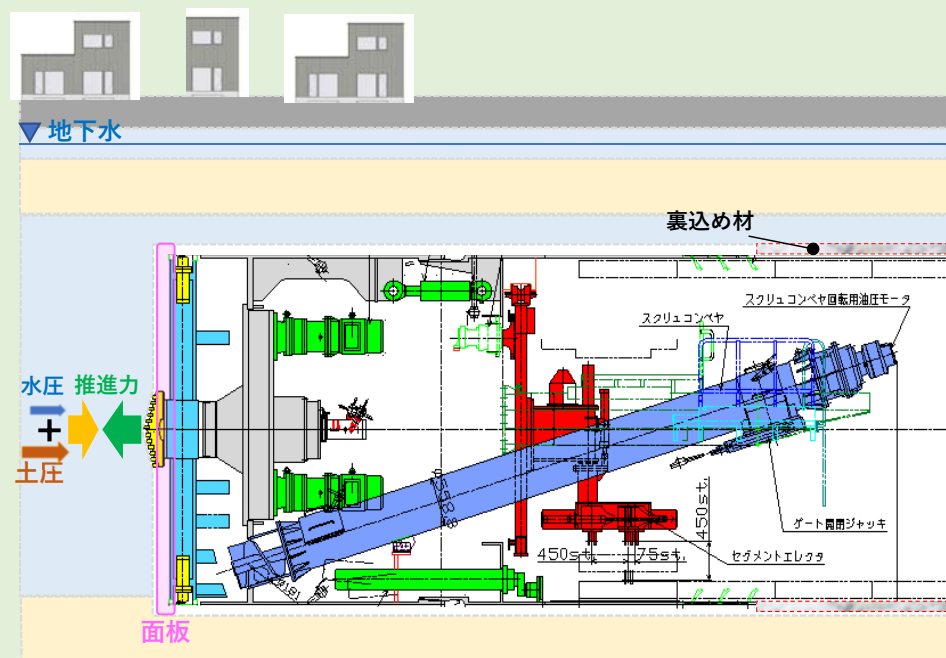 地下水
裏込め材
スクリュコンベヤ回転用油圧モータ
スクリュコンベヤ
水圧 推進力
+
土圧
450st.
ゲート開閉ジャッキ
450st. 75st.
セグメントエレクタ
面板